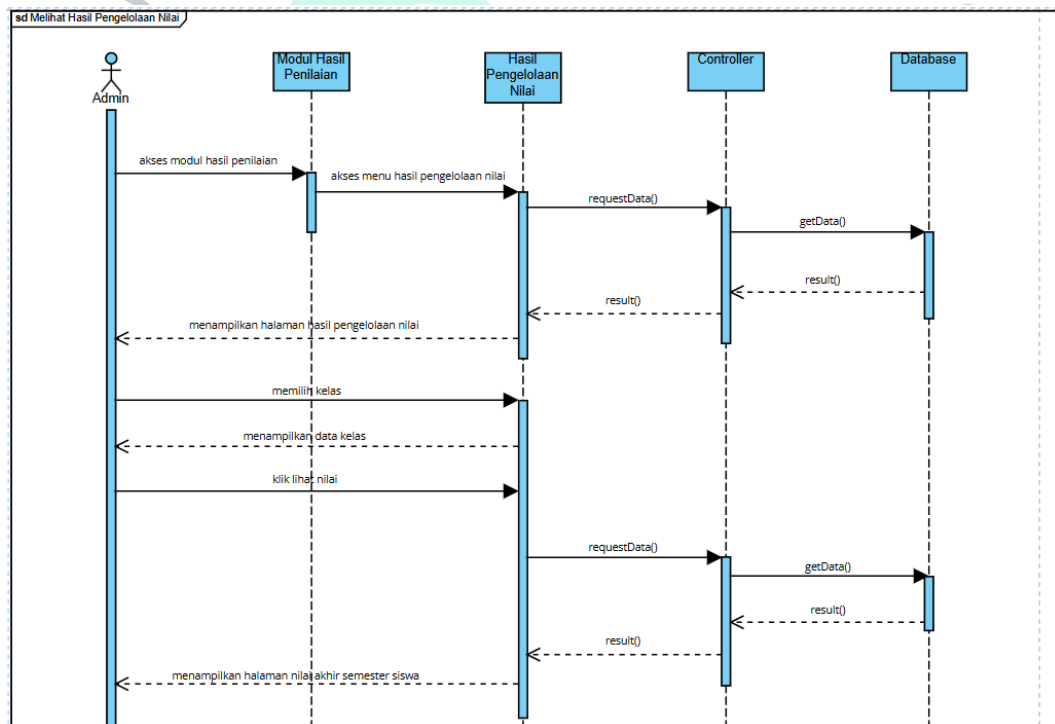 sd Melihat Hasil Pengelolaan Nilai
Admin
Modul Hasil
Penilaian
Hasil
Pengelolaan
Nilai
Controller
Database
akses modul hasil penilaian
akses menu hasil pengelolaan nilai
requestData()
getData()
result()
result()
menampilkan halaman hasil pengelolaan nilai
memilih kelas
menampilkan data kelas
klik lihat nilai
requestData()
getData()
result()
result()
menampilkan halaman nilai akhir semester siswa